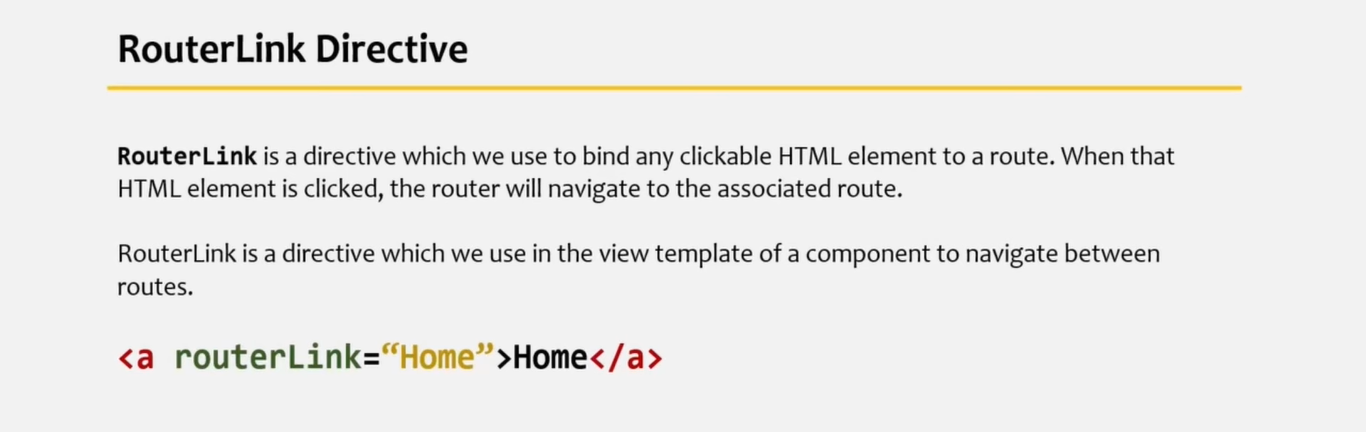 RouterLink Directive
RouterLink is a directive which we use to bind any clickable HTML element to a route. When that
HTML element is clicked, the router will navigate to the associated route.
RouterLink is a directive which we use in the view template of a component to navigate between
routes.
<a routerLink=“Home”>Home</a>